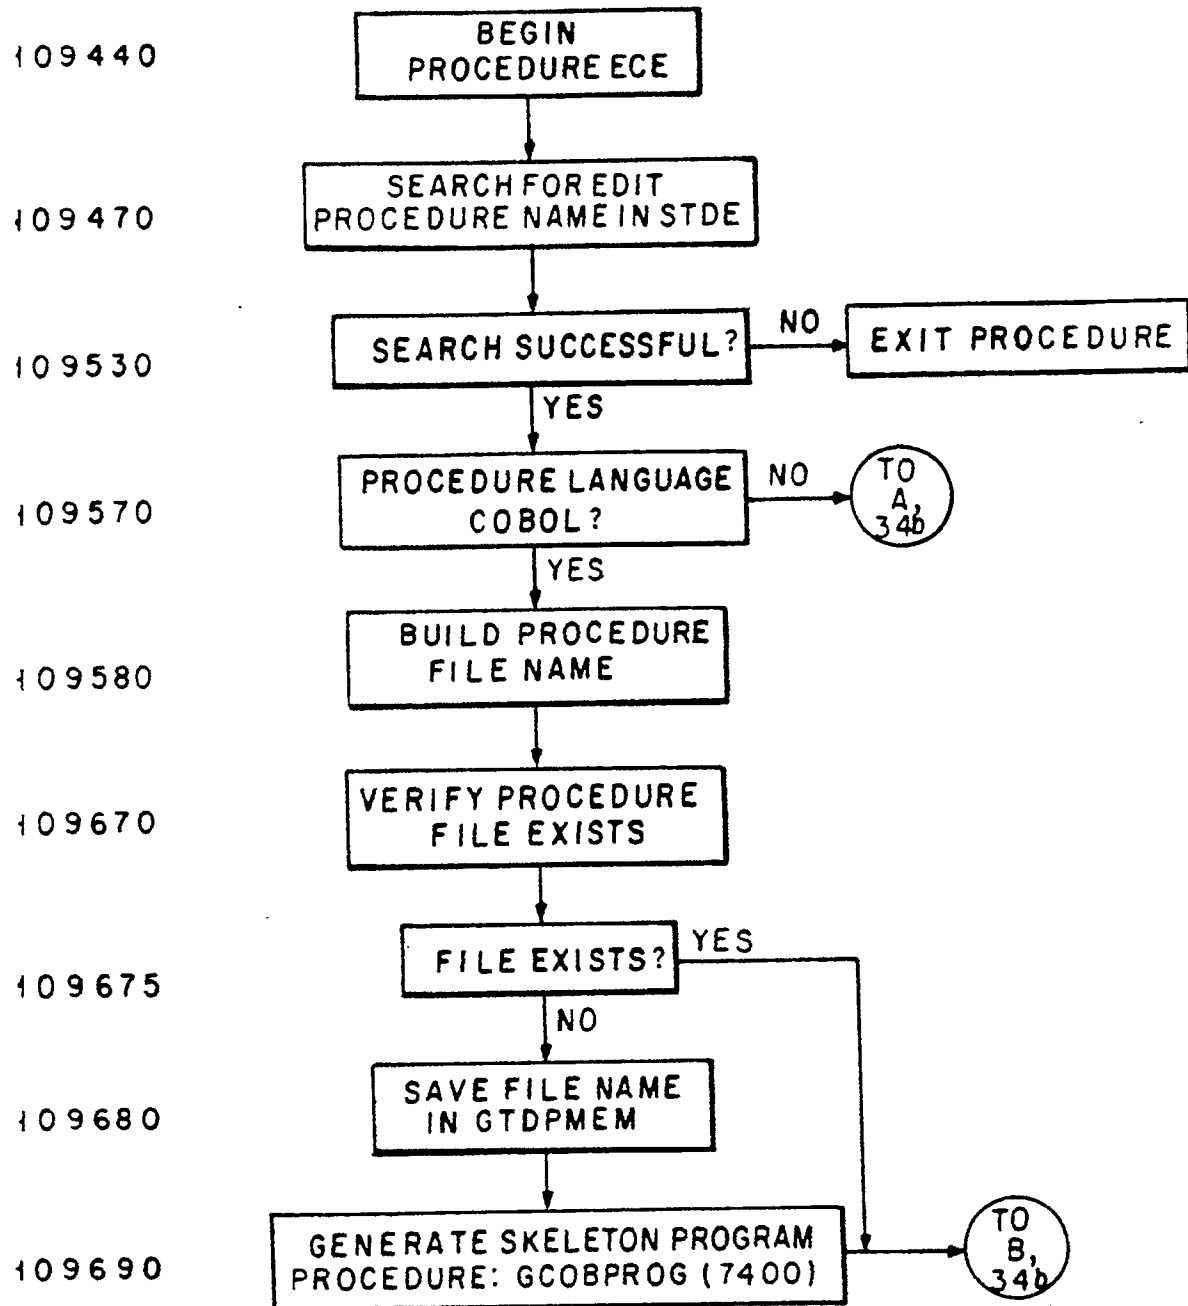 109440
BEGIN
PROCEDURE ECE
109470
SEARCH FOR EDIT
PROCEDURE NAME IN STDE
109530
SEARCH SUCCESSFUL?
NO
EXIT PROCEDURE
YES
109570
PROCEDURE LANGUAGE
COBOL?
NO
TO
A,
34b
YES
109580
BUILD PROCEDURE
FILE NAME
109670
VERIFY PROCEDURE
FILE EXISTS
109675
FILE EXISTS?
YES
NO
109680
SAVE FILE NAME
IN GTDPMEM
109690
GENERATE SKELETON PROGRAM
PROCEDURE: GCOBPROG (7400)
TO
B,
34b